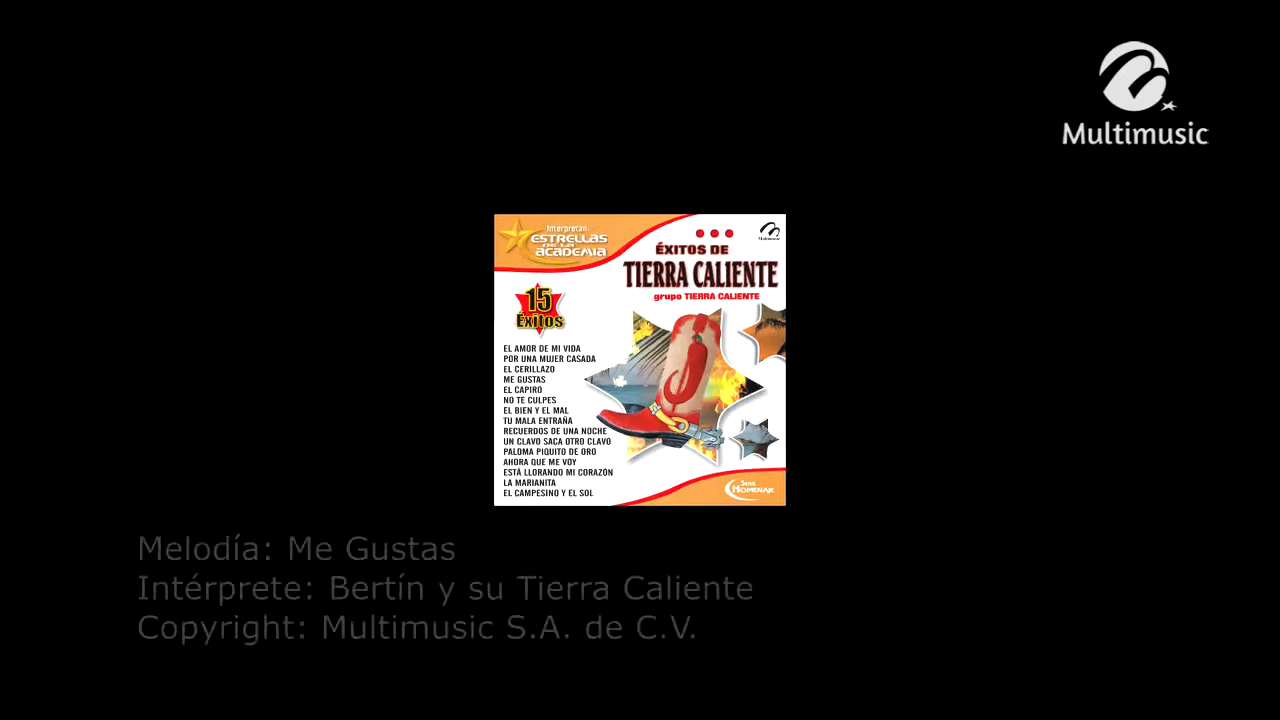 Multimusic
Interpretan:
ESTRELLAS
DE LA
ACADEMIA
Multimusic
ÉXITOS DE
TIERRA CALIENTE
grupo TIERRA CALIENTE
15
Éxitos
EL AMOR DE MI VIDA
POR UNA MUJER CASADA
EL CERILLAZO
ME GUSTAS
EL CAPIRO
NO TE CULPES
EL BIEN Y EL MAL
TU MALA ENTRAÑA
RECUERDOS DE UNA NOCHE
UN CLAVO SACA OTRO CLAVO
PALOMA PIQUITO DE ORO
AHORA QUE ME VOY
ESTÁ LLORANDO MI CORAZÓN
LA MARIANITA
EL CAMPESINO Y EL SOL
Serie
HOMENAJE
Melodía: Me Gustas
Intérprete: Bertín y su Tierra Caliente
Copyright: Multimusic S.A. de C.V.